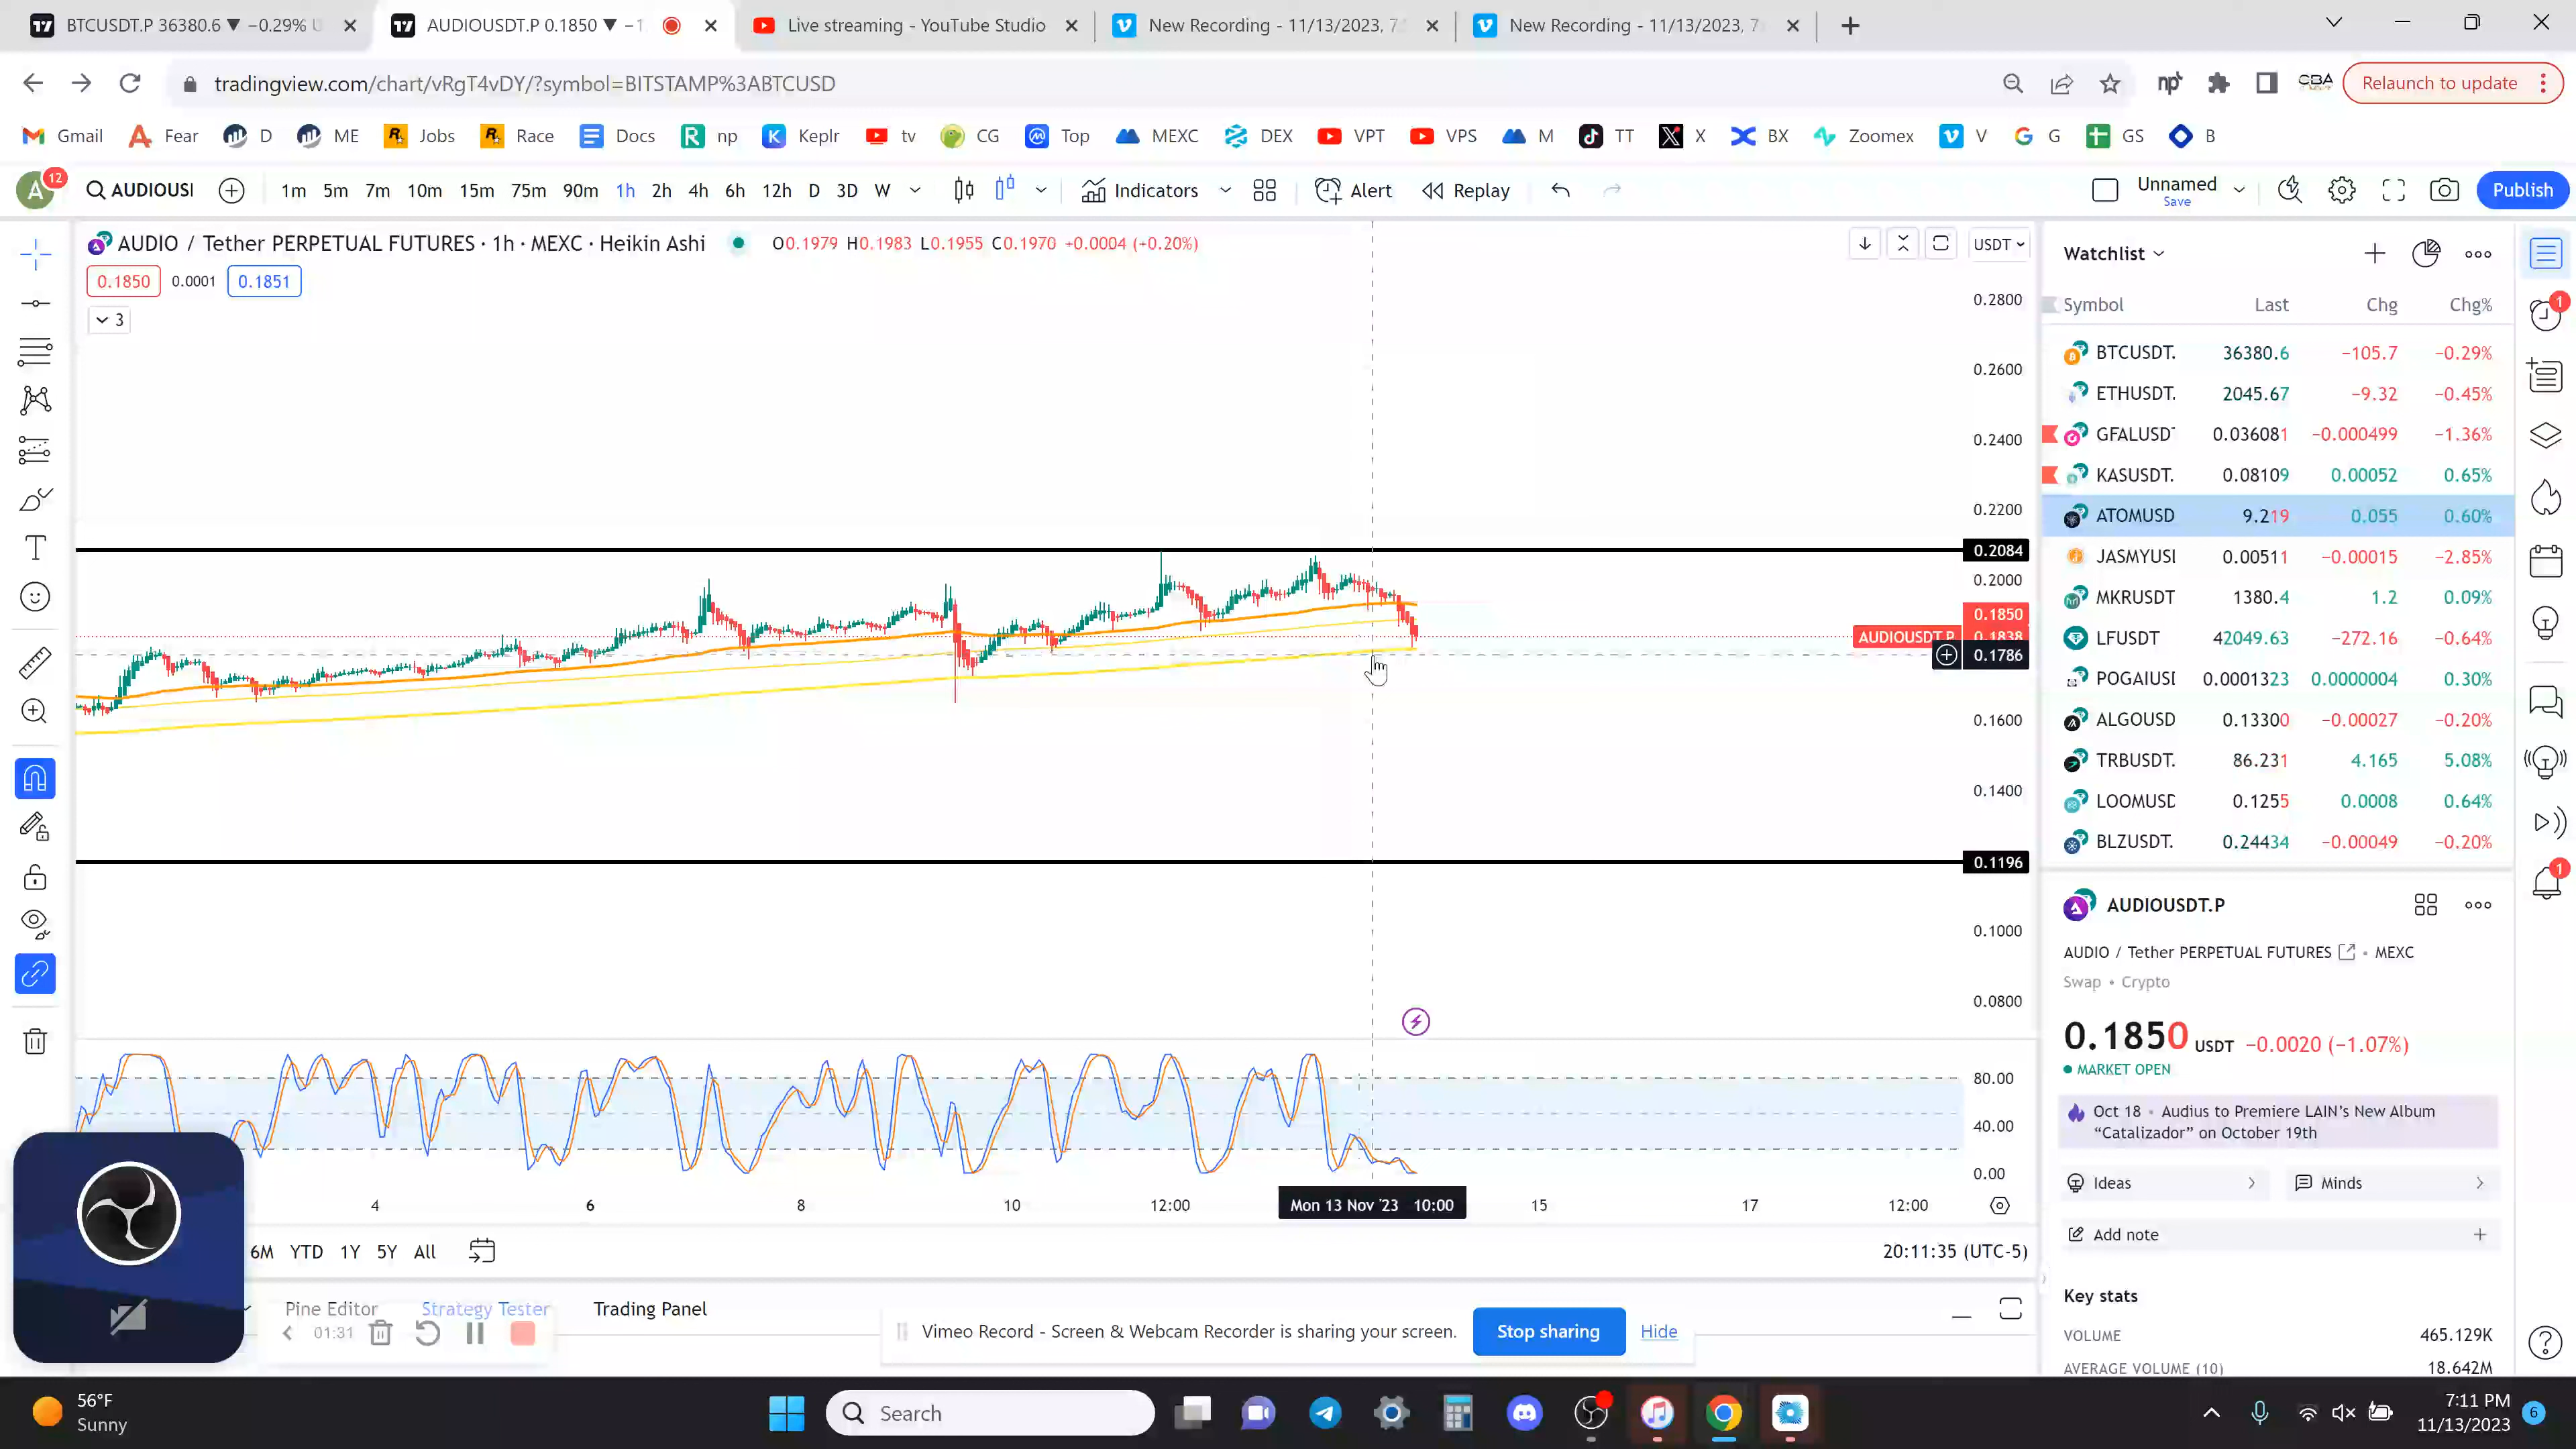 BTCUSDT.P 36380.6 ▼ −0.29% U
AUDIOUSDT.P 0.1850 ▼ −1
Live streaming - YouTube Studio
New Recording - 11/13/2023, 7
New Recording - 11/13/2023, 7
tradingview.com/chart/vRgT4vDY/?symbol=BITSTAMP%3ABTCUSD
np
CBA
Relaunch to update
Gmail
Fear
D
ME
Jobs
Race
Docs
np
Keplr
tv
CG
Top
MEXC
DEX
VPT
VPS
M
TT
X
BX
Zoomex
V
G
GS
B
A
12
AUDIOUSI
1m 5m 7m 10m 15m 75m 90m 1h 2h 4h 6h 12h D 3D W
Indicators
Alert
Replay
Unnamed
Save
Publish
AUDIO / Tether PERPETUAL FUTURES · 1h · MEXC · Heikin Ashi
O0.1979 H0.1983 L0.1955 C0.1970 +0.0004 (+0.20%)
USDT
0.1850
0.0001
0.1851
3
0.2800
0.2600
0.2400
0.2200
0.2084
0.2000
0.1850
AUDIOUSDT.P
0.1838
0.1786
0.1600
0.1400
0.1196
0.1000
0.0800
80.00
40.00
0.00
4
6
8
10
12:00
Mon 13 Nov '23 10:00
15
17
12:00
6M YTD 1Y 5Y All
20:11:35 (UTC-5)
Pine Editor
Strategy Tester
Trading Panel
01:31
Vimeo Record - Screen & Webcam Recorder is sharing your screen.
Stop sharing
Hide
Watchlist
Symbol Last Chg Chg%
BTCUSDT. 36380.6 −105.7 −0.29%
ETHUSDT. 2045.67 −9.32 −0.45%
GFALUSD 0.036081 −0.000499 −1.36%
KASUSDT. 0.08109 0.00052 0.65%
ATOMUSD 9.219 0.055 0.60%
JASMYUSI 0.00511 −0.00015 −2.85%
MKRUSDT 1380.4 1.2 0.09%
LFUSDT 42049.63 −272.16 −0.64%
POGAIUSI 0.0001323 0.0000004 0.30%
ALGOUSD 0.13300 −0.00027 −0.20%
TRBUSDT. 86.231 4.165 5.08%
LOOMUSD 0.1255 0.0008 0.64%
BLZUSDT. 0.24434 −0.00049 −0.20%
AUDIOUSDT.P
AUDIO / Tether PERPETUAL FUTURES • MEXC
Swap • Crypto
0.1850 USDT −0.0020 (−1.07%)
MARKET OPEN
Oct 18 • Audius to Premiere LAIN's New Album
“Catalizador” on October 19th
Ideas
Minds
Add note
Key stats
VOLUME 465.129K
AVERAGE VOLUME (10) 18.642M
1
1
56°F
Sunny
Search
7:11 PM
11/13/2023
6